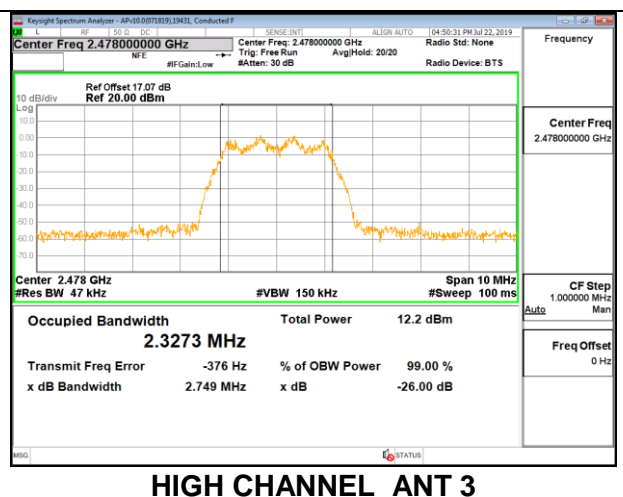 Keysight Spectrum Analyzer - APv10.0(071819),19431, Conducted F
L RF 50 Ω DC SENSE:INT ALIGN AUTO 04:50:31 PM Jul 22, 2019
Center Freq 2.478000000 GHz Center Freq: 2.478000000 GHz Radio Std: None Frequency
NFE Trig: Free Run Avg|Hold: 20/20
#IFGain:Low #Atten: 30 dB Radio Device: BTS
Ref Offset 17.07 dB
10 dB/div Ref 20.00 dBm
Log
10.0
0.00
-10.0
-20.0
-30.0
-40.0
-50.0
-60.0
-70.0
Center Freq
2.478000000 GHz
Center 2.478 GHz Span 10 MHz
#Res BW 47 kHz #VBW 150 kHz #Sweep 100 ms
CF Step
1.000000 MHz
Auto Man
Occupied Bandwidth Total Power 12.2 dBm
2.3273 MHz
Freq Offset
0 Hz
Transmit Freq Error -376 Hz % of OBW Power 99.00 %
x dB Bandwidth 2.749 MHz x dB -26.00 dB
MSG STATUS
HIGH CHANNEL ANT 3